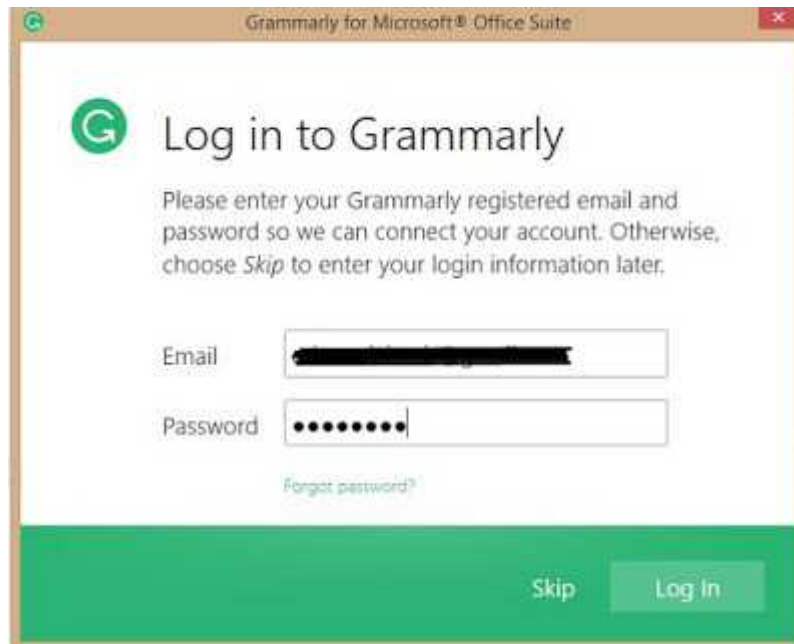 Grammarly for Microsoft® Office Suite
Log in to Grammarly
Please enter your Grammarly registered email and
password so we can connect your account. Otherwise,
choose Skip to enter your login information later.
Email
Password ••••••••
Forgot password?
Skip Log In